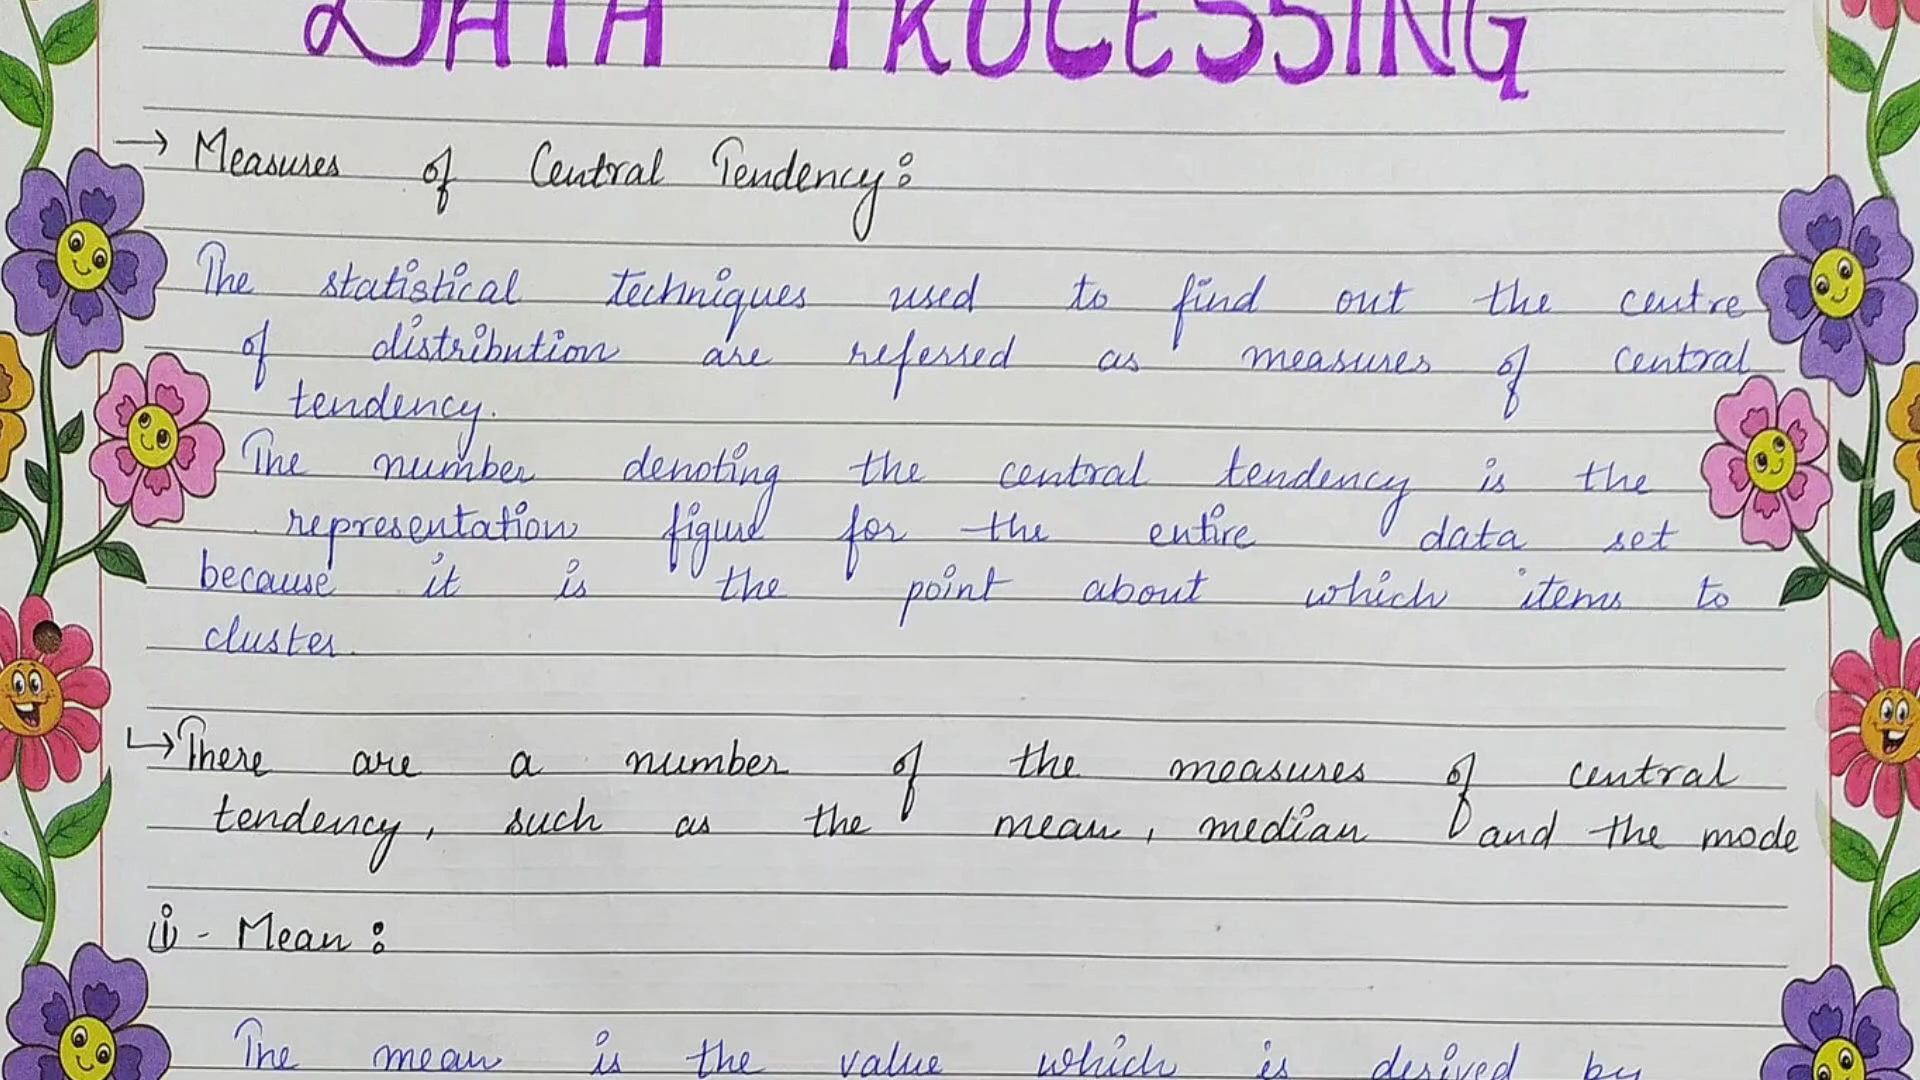 DATA PROCESSING
→ Measures of Central Tendency:
The statistical techniques used to find out the centre
of distribution are referred as measures of central
tendency.
The number denoting the central tendency is the
representation figure for the entire data set
because it is the point about which items to
cluster.
↳ There are a number of the measures of central
tendency, such as the mean, median and the mode
(i) - Mean:
The mean is the value which is derived by